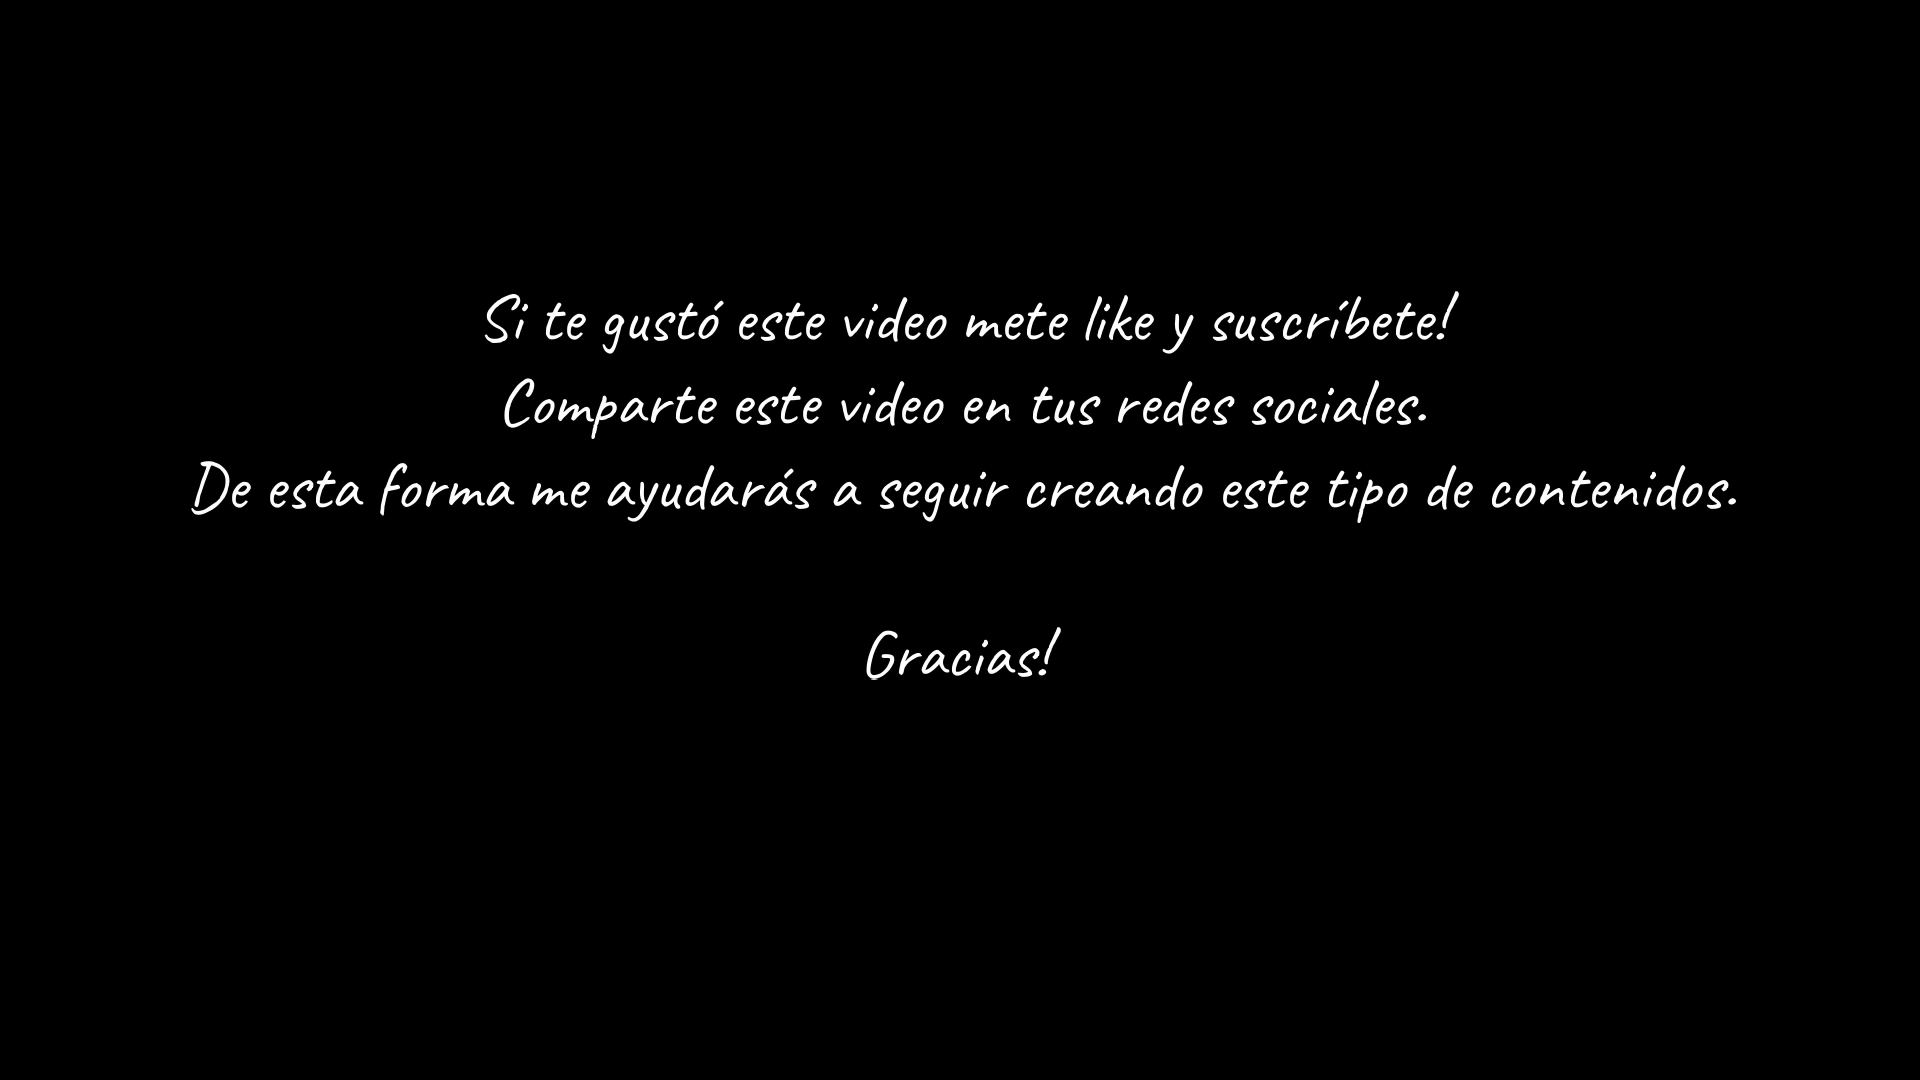 Si te gustó este video mete like y suscríbete!
Comparte este video en tus redes sociales.
De esta forma me ayudarás a seguir creando este tipo de contenidos.
Gracias!